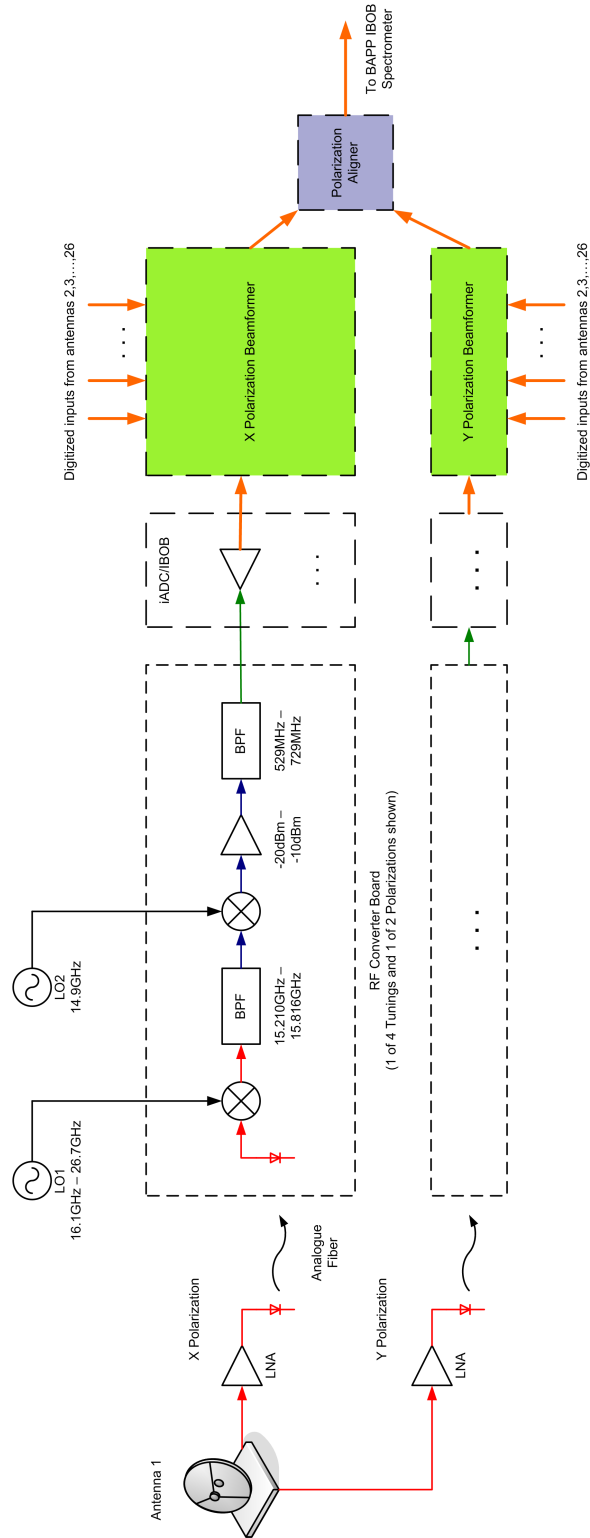 Antenna 1
X Polarization
LNA
Y Polarization
LNA
Analogue
Fiber
LO1
16.1GHz – 26.7GHz
LO2
14.9GHz
BPF
15.210GHz –
15.816GHz
-20dBm –
-10dBm
BPF
529MHz –
729MHz
RF Converter Board
(1 of 4 Tunings and 1 of 2 Polarizations shown)
. . .
iADC/IBOB
. . .
. . .
Digitized inputs from antennas 2,3,…,26
. . .
X Polarization Beamformer
Y Polarization Beamformer
. . .
Digitized inputs from antennas 2,3,…,26
Polarization
Aligner
To BAPP IBOB
Spectrometer